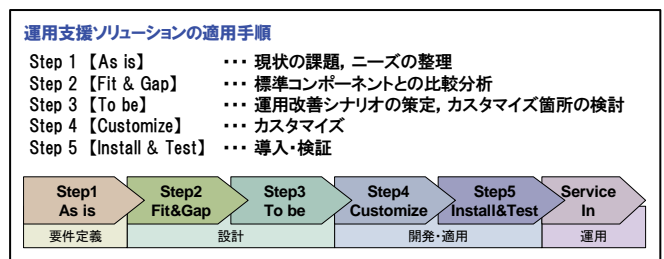 運用支援ソリューションの適用手順
Step 1 【As is】 ･･･ 現状の課題，ニーズの整理
Step 2 【Fit & Gap】 ･･･ 標準コンポーネントとの比較分析
Step 3 【To be】 ･･･ 運用改善シナリオの策定，カスタマイズ箇所の検討
Step 4 【Customize】 ･･･ カスタマイズ
Step 5 【Install & Test】 ･･･ 導入・検証
Step1 Step2 Step3 Step4 Step5 Service
As is Fit&Gap To be Customize Install&Test In
要件定義 設計 開発・適用 運用